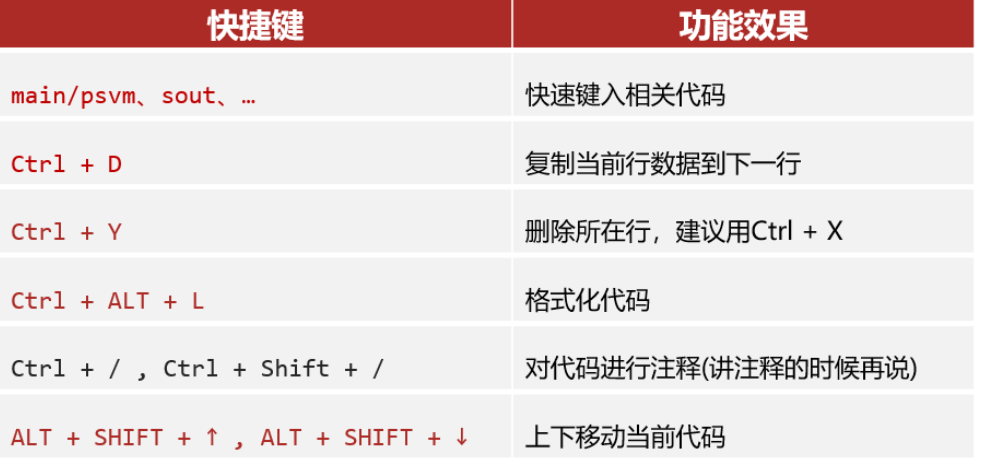 快捷键 功能效果
main/psvm、sout、… 快速键入相关代码
Ctrl + D 复制当前行数据到下一行
Ctrl + Y 删除所在行，建议用Ctrl + X
Ctrl + ALT + L 格式化代码
Ctrl + / , Ctrl + Shift + / 对代码进行注释(讲注释的时候再说)
ALT + SHIFT + ↑ , ALT + SHIFT + ↓ 上下移动当前代码